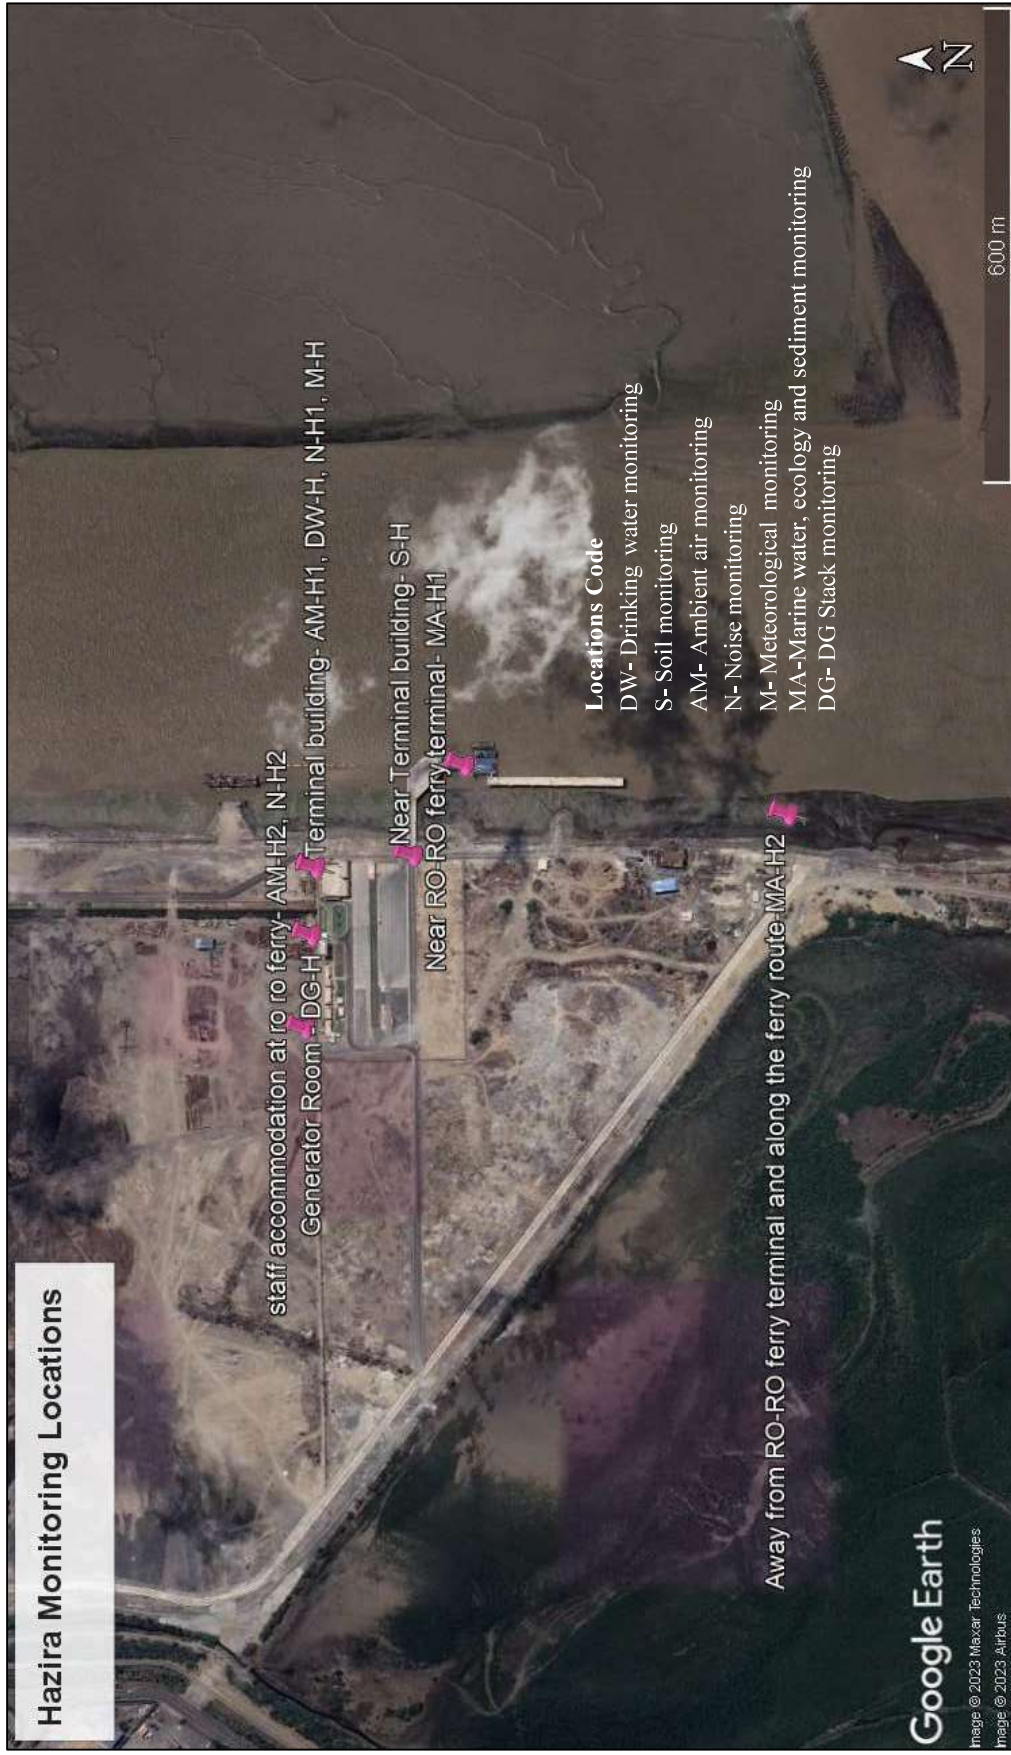 Hazira Monitoring Locations
staff accommodation at ro ro ferry- AM-H2, N-H2
Terminal building- AM-H1, DW-H, N-H1, M-H
Generator Room - DG-H
Near Terminal building- S-H
Near RO-RO ferry terminal- MA-H1
Away from RO-RO ferry terminal and along the ferry route-MA-H2
Locations Code
DW- Drinking water monitoring
S- Soil monitoring
AM- Ambient air monitoring
N- Noise monitoring
M- Meteorological monitoring
MA-Marine water, ecology and sediment monitoring
DG- DG Stack monitoring
Google Earth
Image © 2023 Maxar Technologies
Image © 2023 Airbus
N
600 m